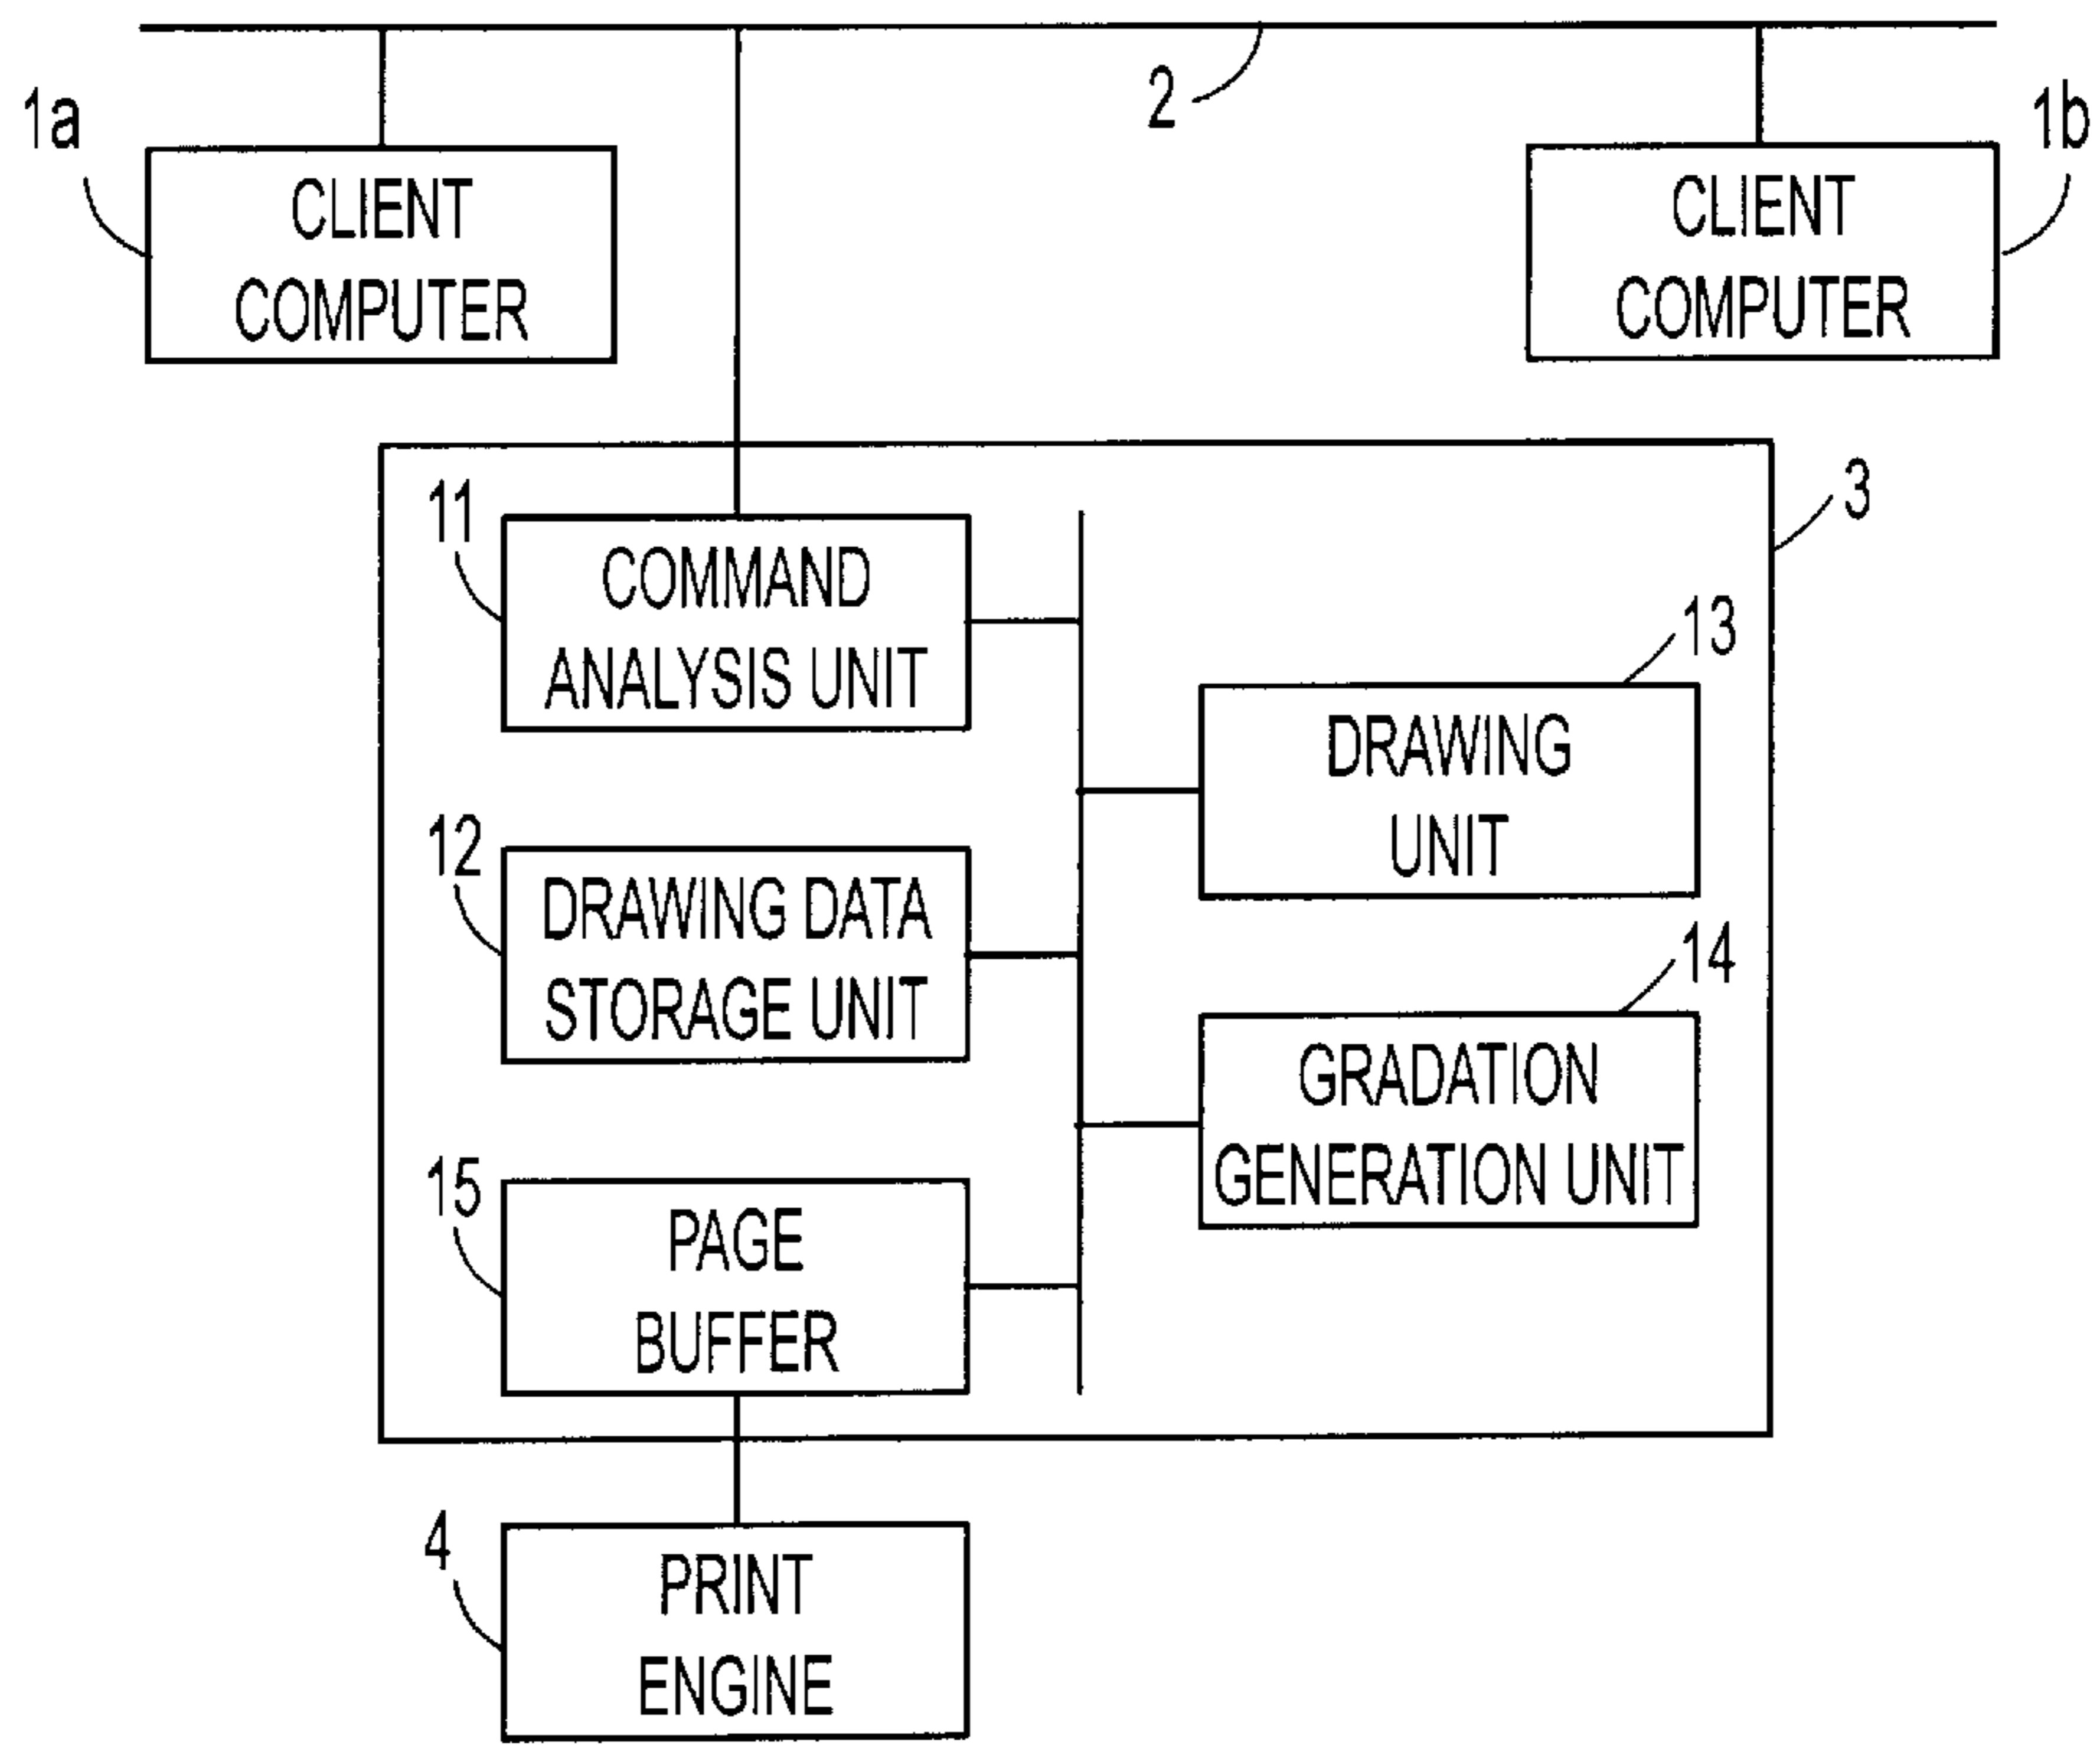 2
1a
1b
CLIENT
COMPUTER
CLIENT
COMPUTER
3
11
COMMAND
ANALYSIS UNIT
13
DRAWING
UNIT
12
DRAWING DATA
STORAGE UNIT
14
GRADATION
GENERATION UNIT
15
PAGE
BUFFER
4
PRINT
ENGINE